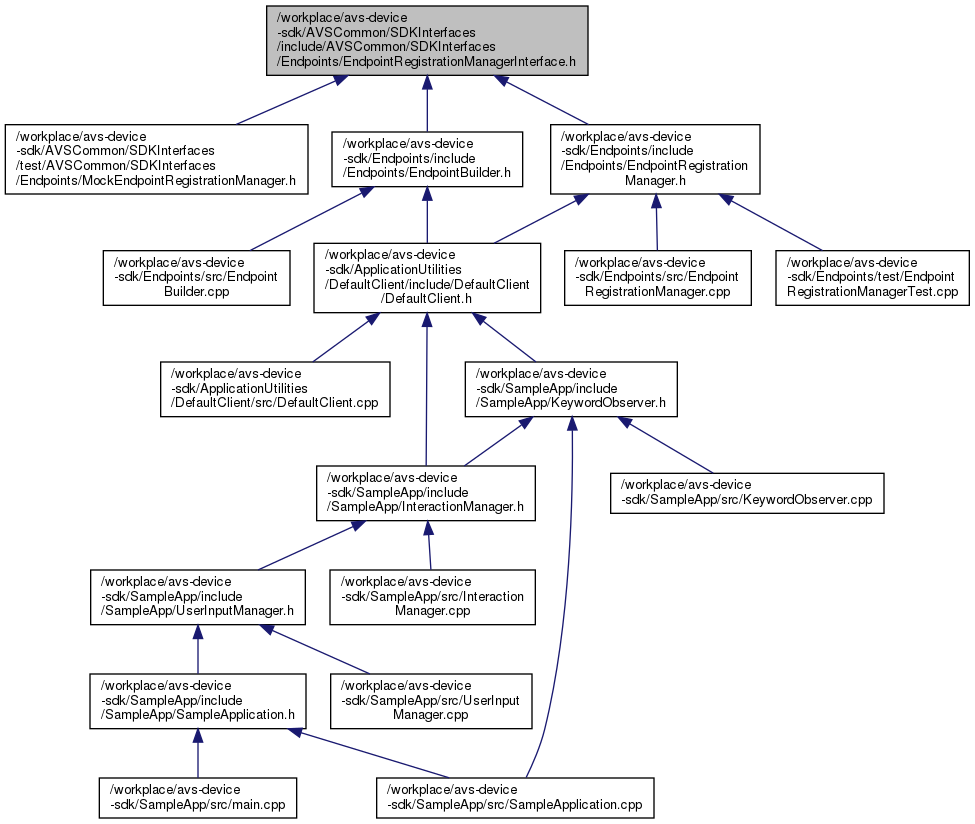 /workplace/avs-device
-sdk/AVSCommon/SDKInterfaces
/include/AVSCommon/SDKInterfaces
/Endpoints/EndpointRegistrationManagerInterface.h
/workplace/avs-device
-sdk/AVSCommon/SDKInterfaces
/test/AVSCommon/SDKInterfaces
/Endpoints/MockEndpointRegistrationManager.h
/workplace/avs-device
-sdk/Endpoints/include
/Endpoints/EndpointBuilder.h
/workplace/avs-device
-sdk/Endpoints/include
/Endpoints/EndpointRegistration
Manager.h
/workplace/avs-device
-sdk/Endpoints/src/Endpoint
Builder.cpp
/workplace/avs-device
-sdk/ApplicationUtilities
/DefaultClient/include/DefaultClient
/DefaultClient.h
/workplace/avs-device
-sdk/Endpoints/src/Endpoint
RegistrationManager.cpp
/workplace/avs-device
-sdk/Endpoints/test/Endpoint
RegistrationManagerTest.cpp
/workplace/avs-device
-sdk/ApplicationUtilities
/DefaultClient/src/DefaultClient.cpp
/workplace/avs-device
-sdk/SampleApp/include
/SampleApp/KeywordObserver.h
/workplace/avs-device
-sdk/SampleApp/include
/SampleApp/InteractionManager.h
/workplace/avs-device
-sdk/SampleApp/src/KeywordObserver.cpp
/workplace/avs-device
-sdk/SampleApp/include
/SampleApp/UserInputManager.h
/workplace/avs-device
-sdk/SampleApp/src/Interaction
Manager.cpp
/workplace/avs-device
-sdk/SampleApp/include
/SampleApp/SampleApplication.h
/workplace/avs-device
-sdk/SampleApp/src/UserInput
Manager.cpp
/workplace/avs-device
-sdk/SampleApp/src/main.cpp
/workplace/avs-device
-sdk/SampleApp/src/SampleApplication.cpp